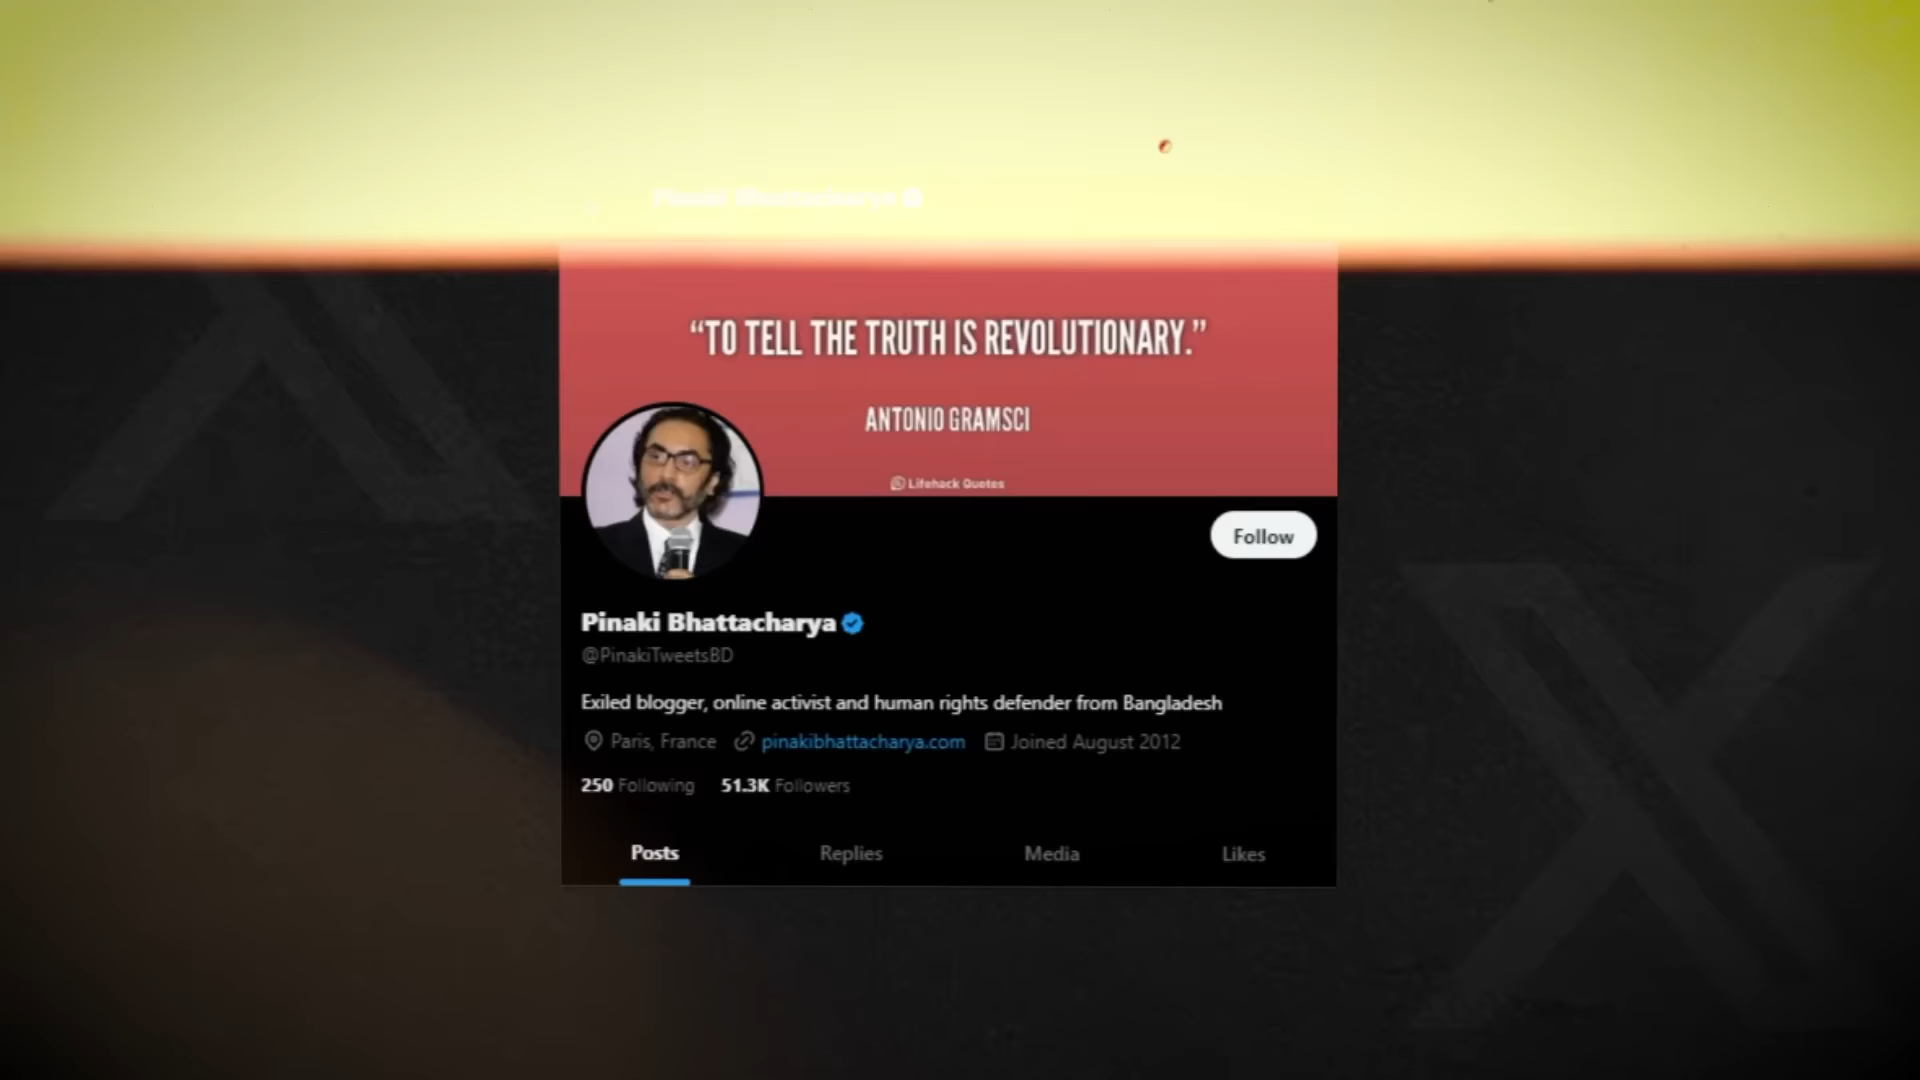 Pinaki Bhattacharya
“TO TELL THE TRUTH IS REVOLUTIONARY.”
ANTONIO GRAMSCI
Lifehack Quotes
Follow
Pinaki Bhattacharya
@PinakiTweetsBD
Exiled blogger, online activist and human rights defender from Bangladesh
Paris, France pinakibhattacharya.com Joined August 2012
250 Following 51.3K Followers
Posts Replies Media Likes